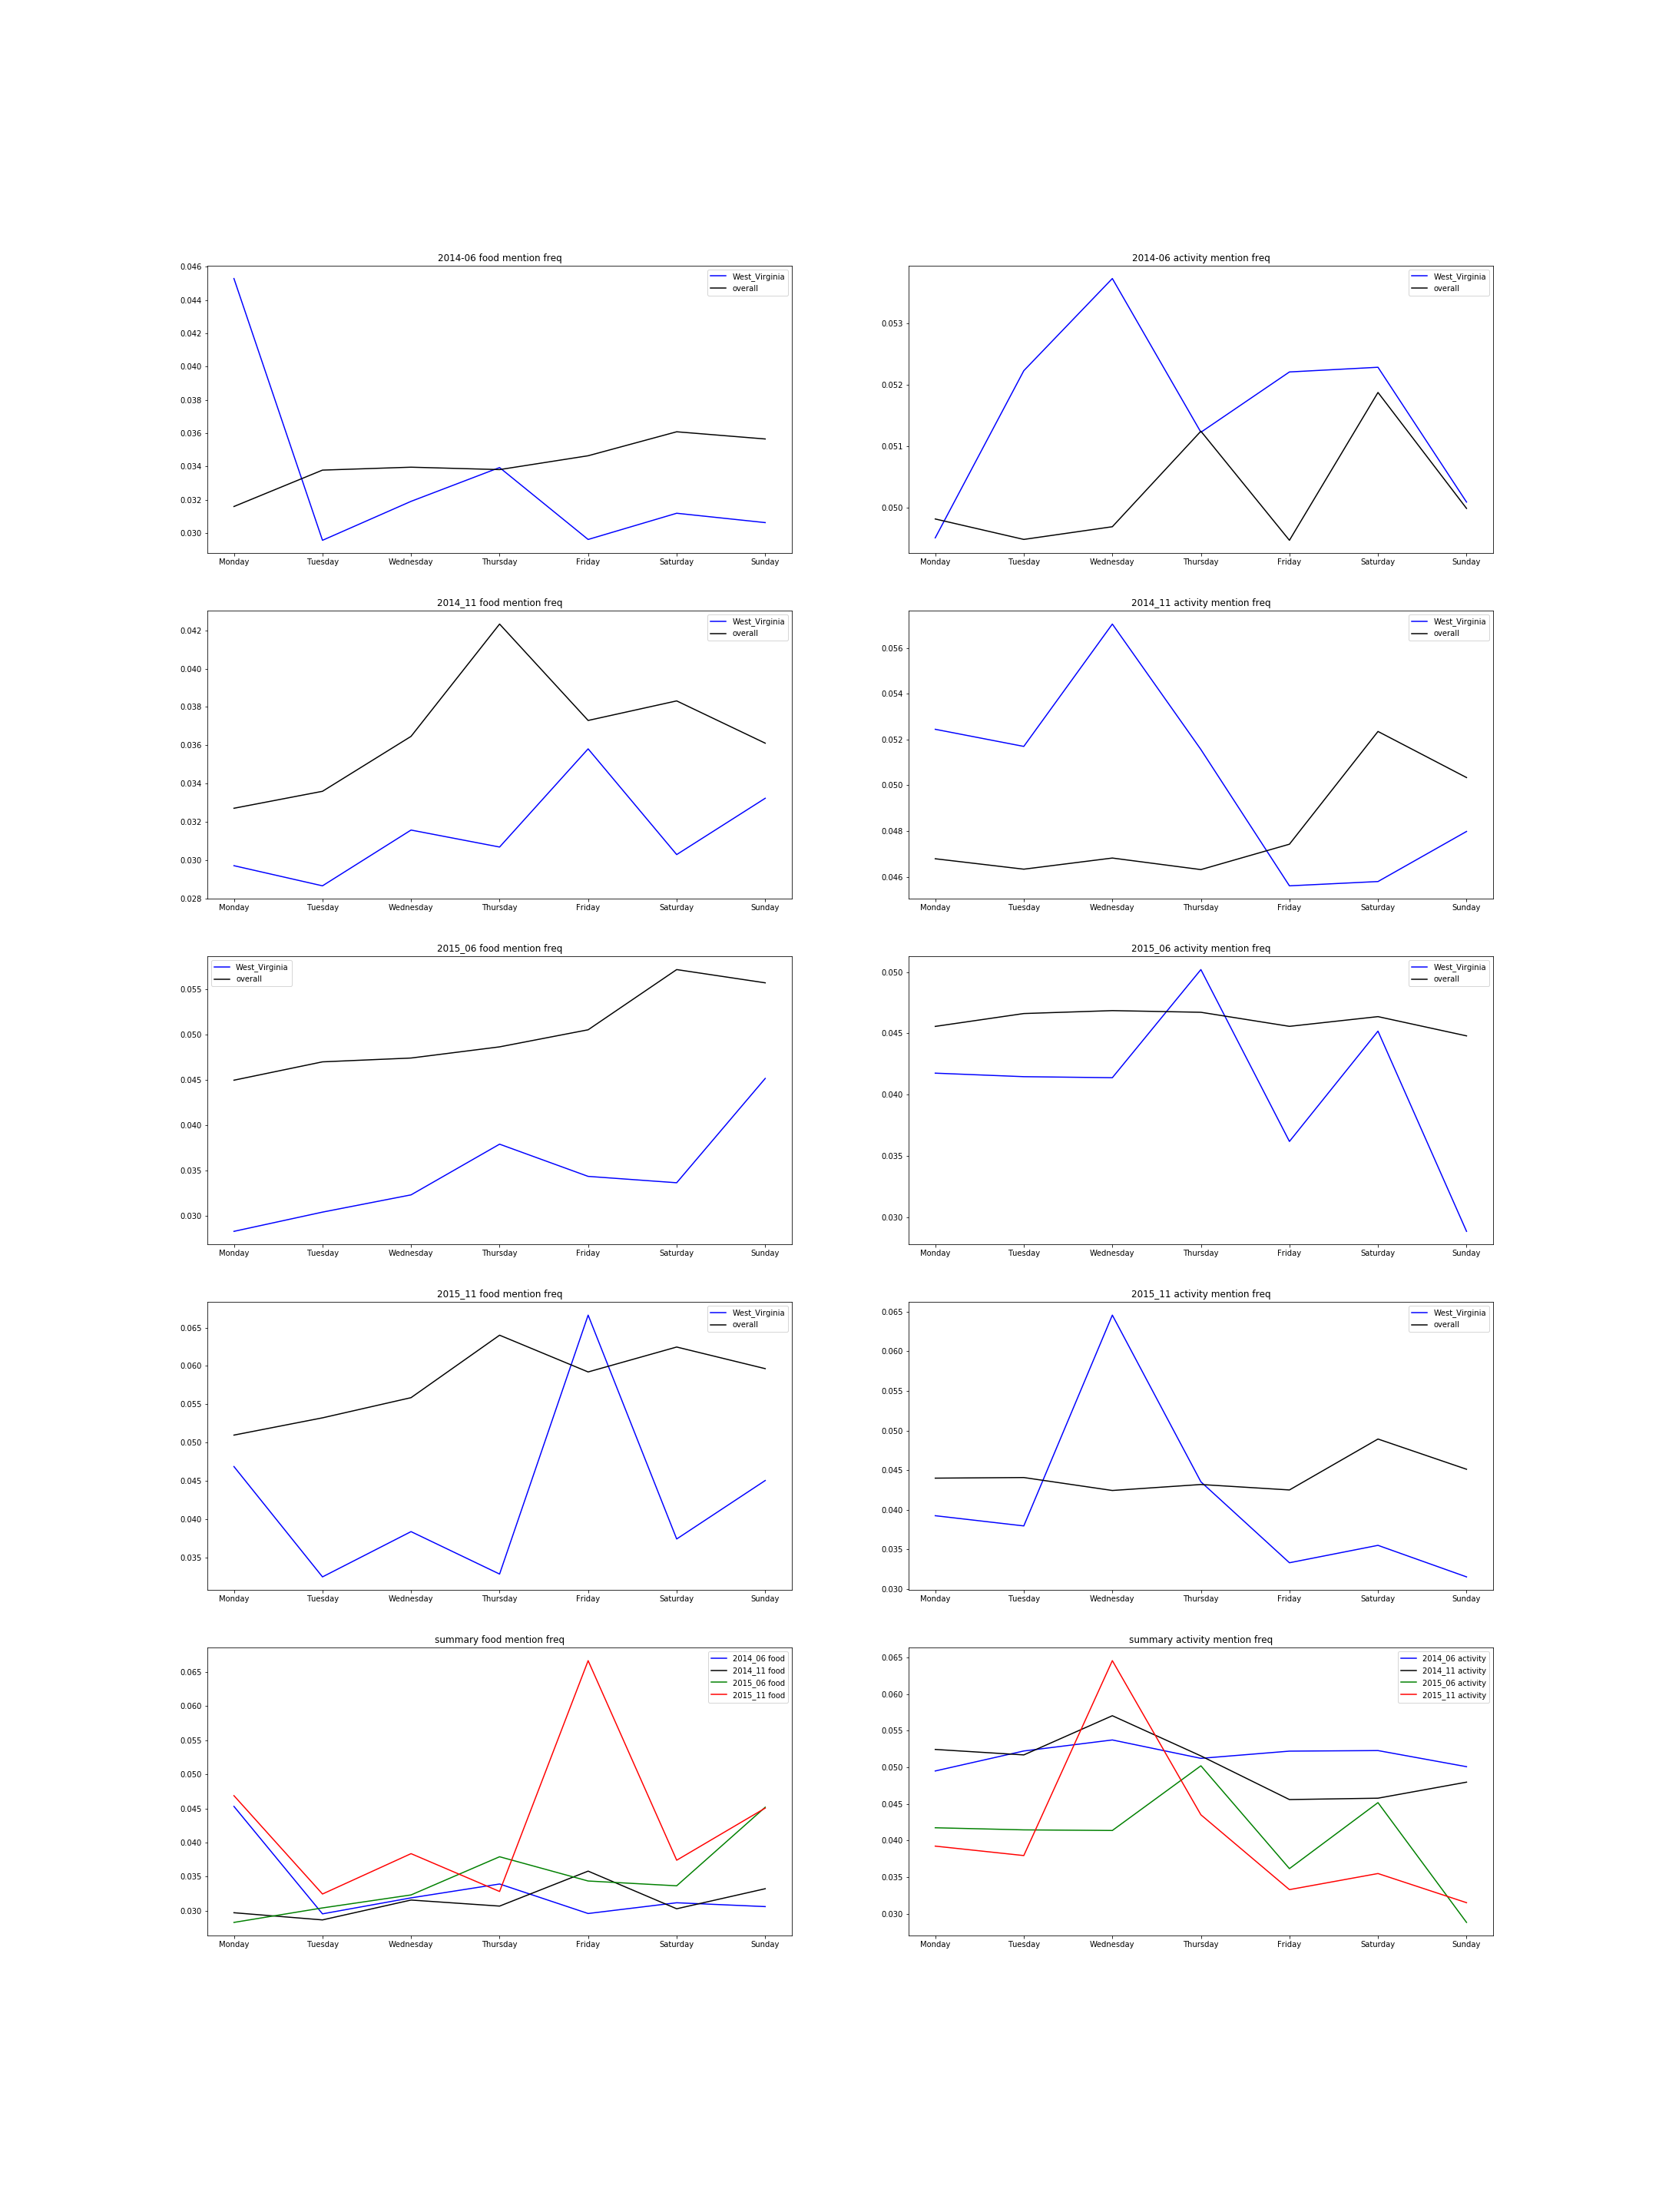 2014-06 food mention freq
West_Virginia
overall
0.046
0.044
0.042
0.040
0.038
0.036
0.034
0.032
0.030
Monday Tuesday Wednesday Thursday Friday Saturday Sunday
2014-06 activity mention freq
West_Virginia
overall
0.053
0.052
0.051
0.050
Monday Tuesday Wednesday Thursday Friday Saturday Sunday
2014_11 food mention freq
West_Virginia
overall
0.042
0.040
0.038
0.036
0.034
0.032
0.030
0.028
Monday Tuesday Wednesday Thursday Friday Saturday Sunday
2014_11 activity mention freq
West_Virginia
overall
0.056
0.054
0.052
0.050
0.048
0.046
Monday Tuesday Wednesday Thursday Friday Saturday Sunday
2015_06 food mention freq
West_Virginia
overall
0.055
0.050
0.045
0.040
0.035
0.030
Monday Tuesday Wednesday Thursday Friday Saturday Sunday
2015_06 activity mention freq
West_Virginia
overall
0.050
0.045
0.040
0.035
0.030
Monday Tuesday Wednesday Thursday Friday Saturday Sunday
2015_11 food mention freq
West_Virginia
overall
0.065
0.060
0.055
0.050
0.045
0.040
0.035
Monday Tuesday Wednesday Thursday Friday Saturday Sunday
2015_11 activity mention freq
West_Virginia
overall
0.065
0.060
0.055
0.050
0.045
0.040
0.035
0.030
Monday Tuesday Wednesday Thursday Friday Saturday Sunday
summary food mention freq
2014_06 food
2014_11 food
2015_06 food
2015_11 food
0.065
0.060
0.055
0.050
0.045
0.040
0.035
0.030
Monday Tuesday Wednesday Thursday Friday Saturday Sunday
summary activity mention freq
2014_06 activity
2014_11 activity
2015_06 activity
2015_11 activity
0.065
0.060
0.055
0.050
0.045
0.040
0.035
0.030
Monday Tuesday Wednesday Thursday Friday Saturday Sunday